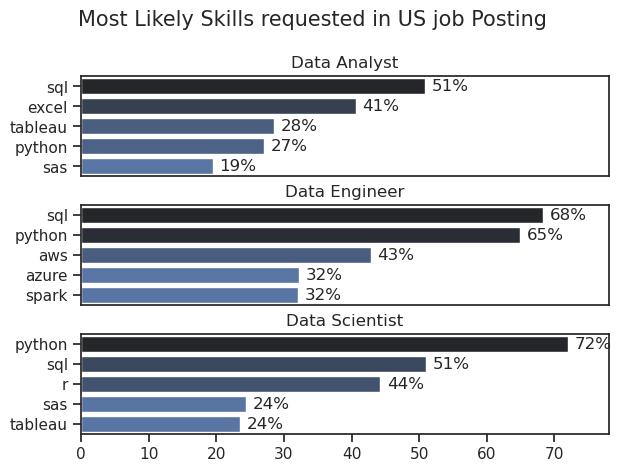 Most Likely Skills requested in US job Posting
Data Analyst
sql 51%
excel 41%
tableau 28%
python 27%
sas 19%
Data Engineer
sql 68%
python 65%
aws 43%
azure 32%
spark 32%
Data Scientist
python 72%
sql 51%
r 44%
sas 24%
tableau 24%
0 10 20 30 40 50 60 70